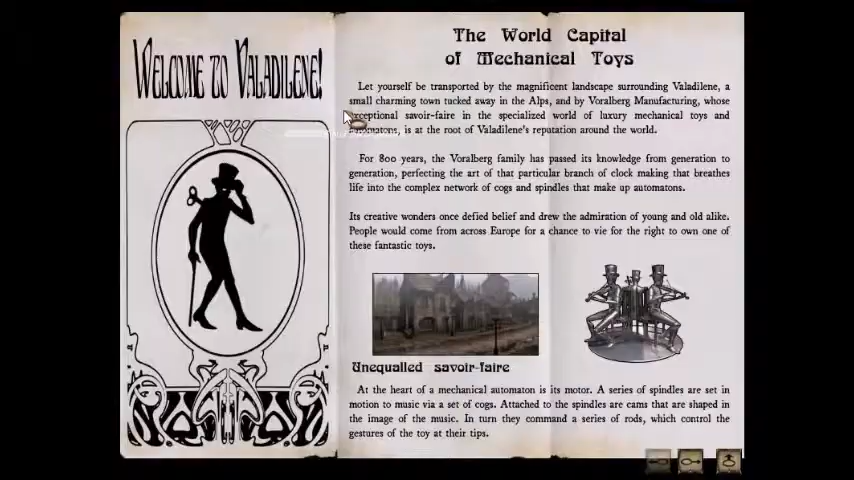 Welcome to Valadilene!
The World Capital
of Mechanical Toys
Let yourself be transported by the magnificent landscape surrounding Valadilene, a
small charming town tucked away in the Alps, and by Voralberg Manufacturing, whose
exceptional savoir-faire in the specialized world of luxury mechanical toys and
automatons, is at the root of Valadilene's reputation around the world.
For 800 years, the Voralberg family has passed its knowledge from generation to
generation, perfecting the art of that particular branch of clock making that breathes
life into the complex network of cogs and spindles that make up automatons.
Its creative wonders once defied belief and drew the admiration of young and old alike.
People would come from across Europe for a chance to vie for the right to own one of
these fantastic toys.
Unequalled savoir-faire
At the heart of a mechanical automaton is its motor. A series of spindles are set in
motion to music via a set of cogs. Attached to the spindles are cams that are shaped in
the image of the music. In turn they command a series of rods, which control the
gestures of the toy at their tips.